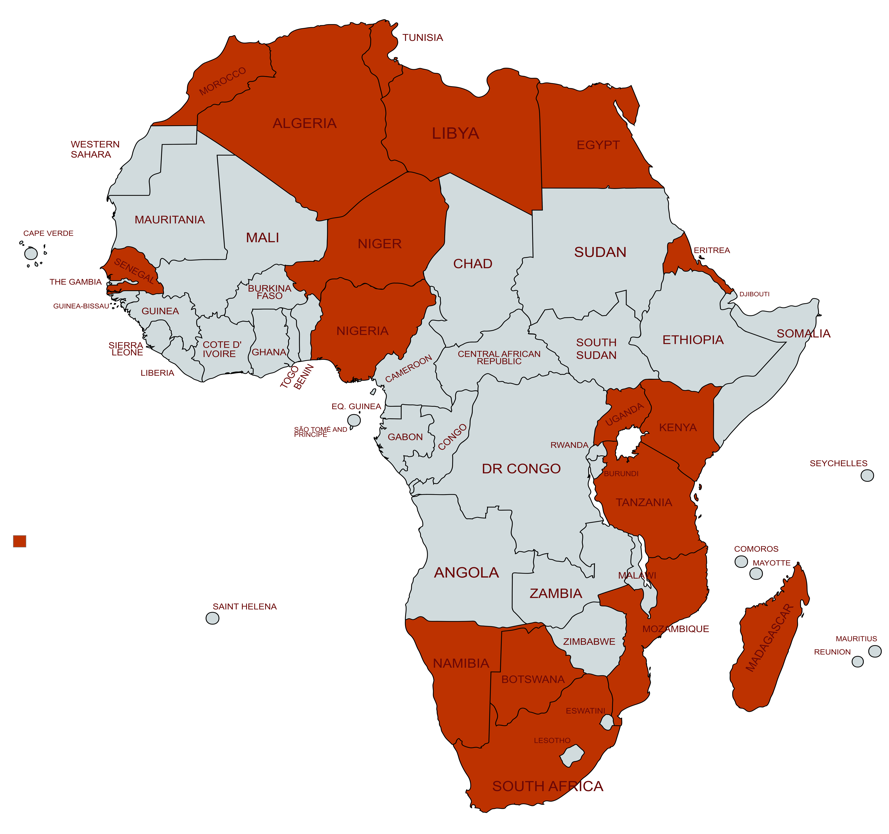 TUNISIA
MOROCCO
ALGERIA
LIBYA
EGYPT
WESTERN
SAHARA
MAURITANIA
MALI
NIGER
CHAD
SUDAN
ERITREA
CAPE VERDE
SENEGAL
THE GAMBIA
GUINEA-BISSAU
GUINEA
BURKINA
FASO
DJIBOUTI
NIGERIA
SIERRA
LEONE
COTE D'
IVOIRE
GHANA
LIBERIA
TOGO
BENIN
CAMEROON
CENTRAL AFRICAN
REPUBLIC
SOUTH
SUDAN
ETHIOPIA
SOMALIA
EQ. GUINEA
SÃO TOMÉ AND
PRINCIPE
GABON
CONGO
DR CONGO
UGANDA
KENYA
RWANDA
BURUNDI
TANZANIA
SEYCHELLES
COMOROS
MAYOTTE
ANGOLA
ZAMBIA
MALAWI
SAINT HELENA
MOZAMBIQUE
ZIMBABWE
MADAGASCAR
MAURITIUS
REUNION
NAMIBIA
BOTSWANA
ESWATINI
LESOTHO
SOUTH AFRICA